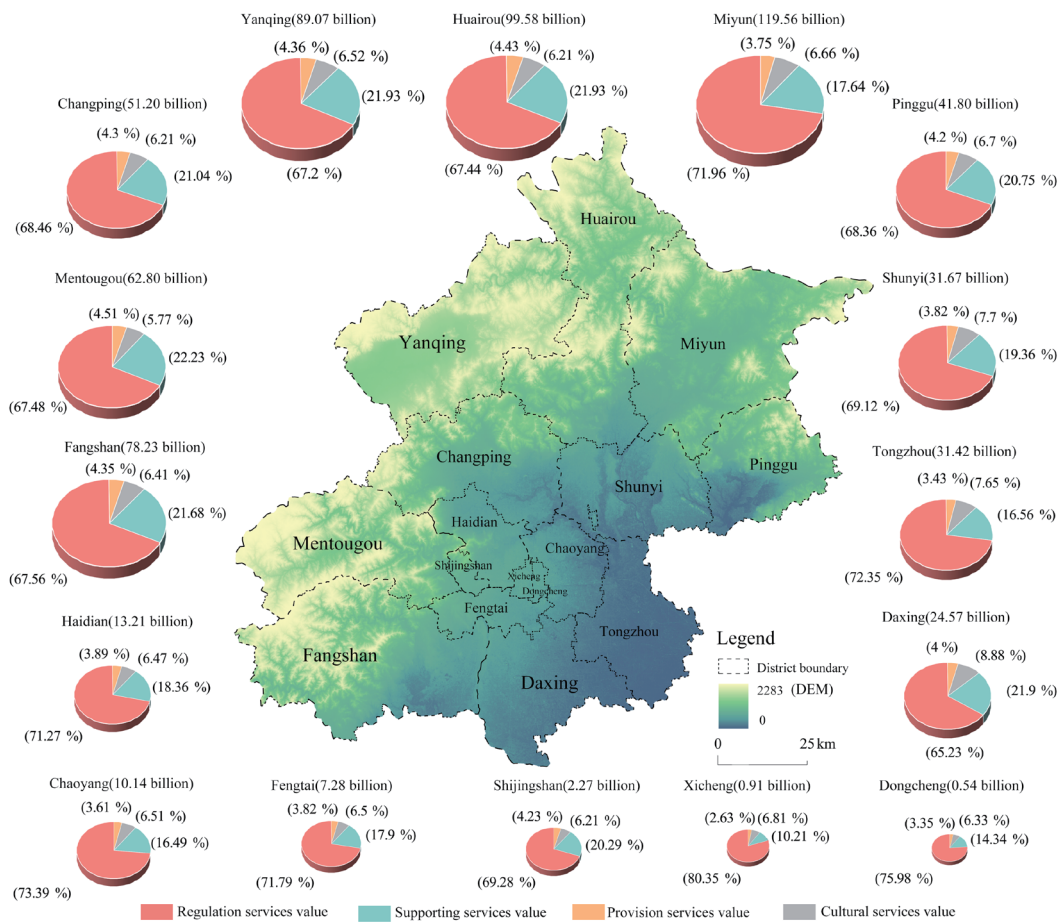 Yanqing(89.07 billion)
(4.36 %)
(6.52 %)
(21.93 %)
(67.2 %)
Huairou(99.58 billion)
(4.43 %)
(6.21 %)
(21.93 %)
(67.44 %)
Miyun(119.56 billion)
(3.75 %)
(6.66 %)
(17.64 %)
(71.96 %)
Changping(51.20 billion)
(4.3 %)
(6.21 %)
(21.04 %)
(68.46 %)
Pinggu(41.80 billion)
(4.2 %)
(6.7 %)
(20.75 %)
(68.36 %)
Mentougou(62.80 billion)
(4.51 %)
(5.77 %)
(22.23 %)
(67.48 %)
Shunyi(31.67 billion)
(3.82 %)
(7.7 %)
(19.36 %)
(69.12 %)
Fangshan(78.23 billion)
(4.35 %)
(6.41 %)
(21.68 %)
(67.56 %)
Tongzhou(31.42 billion)
(3.43 %)
(7.65 %)
(16.56 %)
(72.35 %)
Haidian(13.21 billion)
(3.89 %)
(6.47 %)
(18.36 %)
(71.27 %)
Daxing(24.57 billion)
(4 %)
(8.88 %)
(21.9 %)
(65.23 %)
Huairou
Yanqing
Miyun
Changping
Pinggu
Shunyi
Haidian
Mentougou
Chaoyang
Shijingshan
Xicheng
Dongcheng
Fengtai
Tongzhou
Fangshan
Daxing
Legend
District boundary
2283 (DEM)
0
0 25 km
Chaoyang(10.14 billion)
(3.61 %)
(6.51 %)
(16.49 %)
(73.39 %)
Fengtai(7.28 billion)
(3.82 %)
(6.5 %)
(17.9 %)
(71.79 %)
Shijingshan(2.27 billion)
(4.23 %)
(6.21 %)
(20.29 %)
(69.28 %)
Xicheng(0.91 billion)
(2.63 %)
(6.81 %)
(10.21 %)
(80.35 %)
Dongcheng(0.54 billion)
(3.35 %)
(6.33 %)
(14.34 %)
(75.98 %)
Regulation services value
Supporting services value
Provision services value
Cultural services value